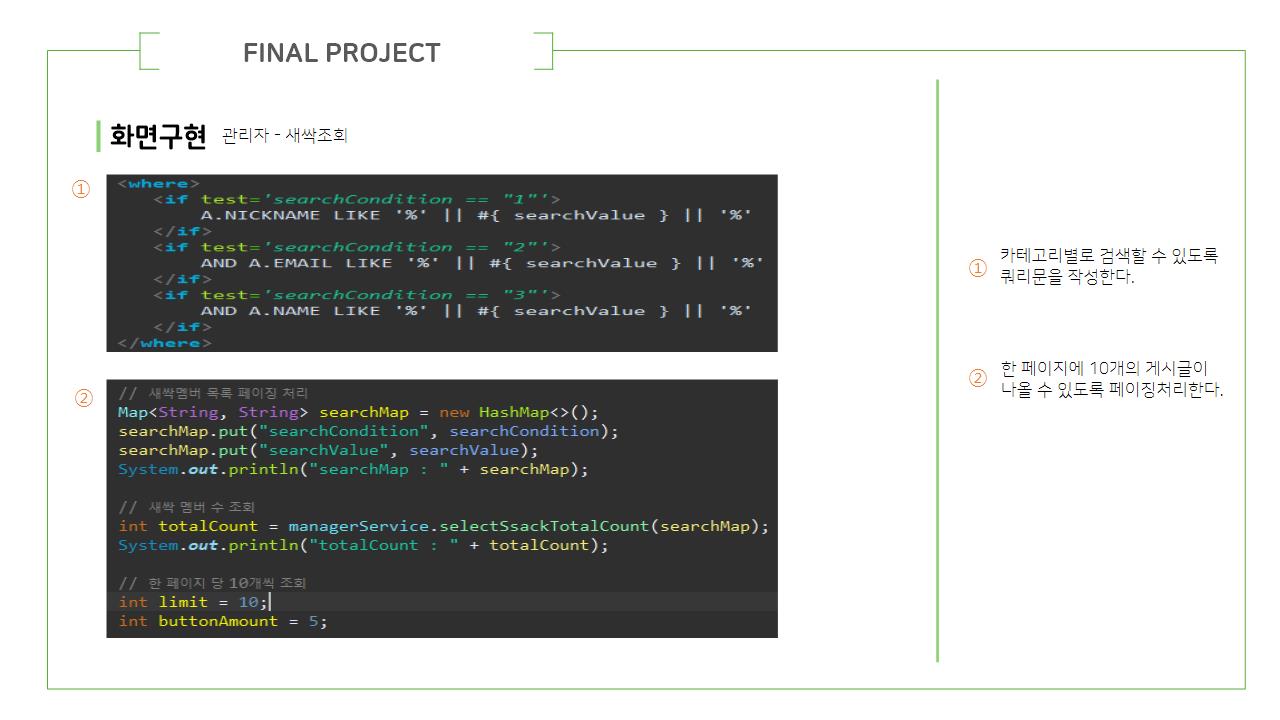 FINAL PROJECT
화면구현 관리자 - 새싹조회
①
<where>
<if test='searchCondition == "1"'>
A.NICKNAME LIKE '%' || #{ searchValue } || '%'
</if>
<if test='searchCondition == "2"'>
AND A.EMAIL LIKE '%' || #{ searchValue } || '%'
</if>
<if test='searchCondition == "3"'>
AND A.NAME LIKE '%' || #{ searchValue } || '%'
</if>
</where>
②
// 새싹멤버 목록 페이징 처리
Map<String, String> searchMap = new HashMap<>();
searchMap.put("searchCondition", searchCondition);
searchMap.put("searchValue", searchValue);
System.out.println("searchMap : " + searchMap);
// 새싹 멤버 수 조회
int totalCount = managerService.selectSsackTotalCount(searchMap);
System.out.println("totalCount : " + totalCount);
// 한 페이지 당 10개씩 조회
int limit = 10;
int buttonAmount = 5;
① 카테고리별로 검색할 수 있도록
쿼리문을 작성한다.
② 한 페이지에 10개의 게시글이
나올 수 있도록 페이징처리한다.